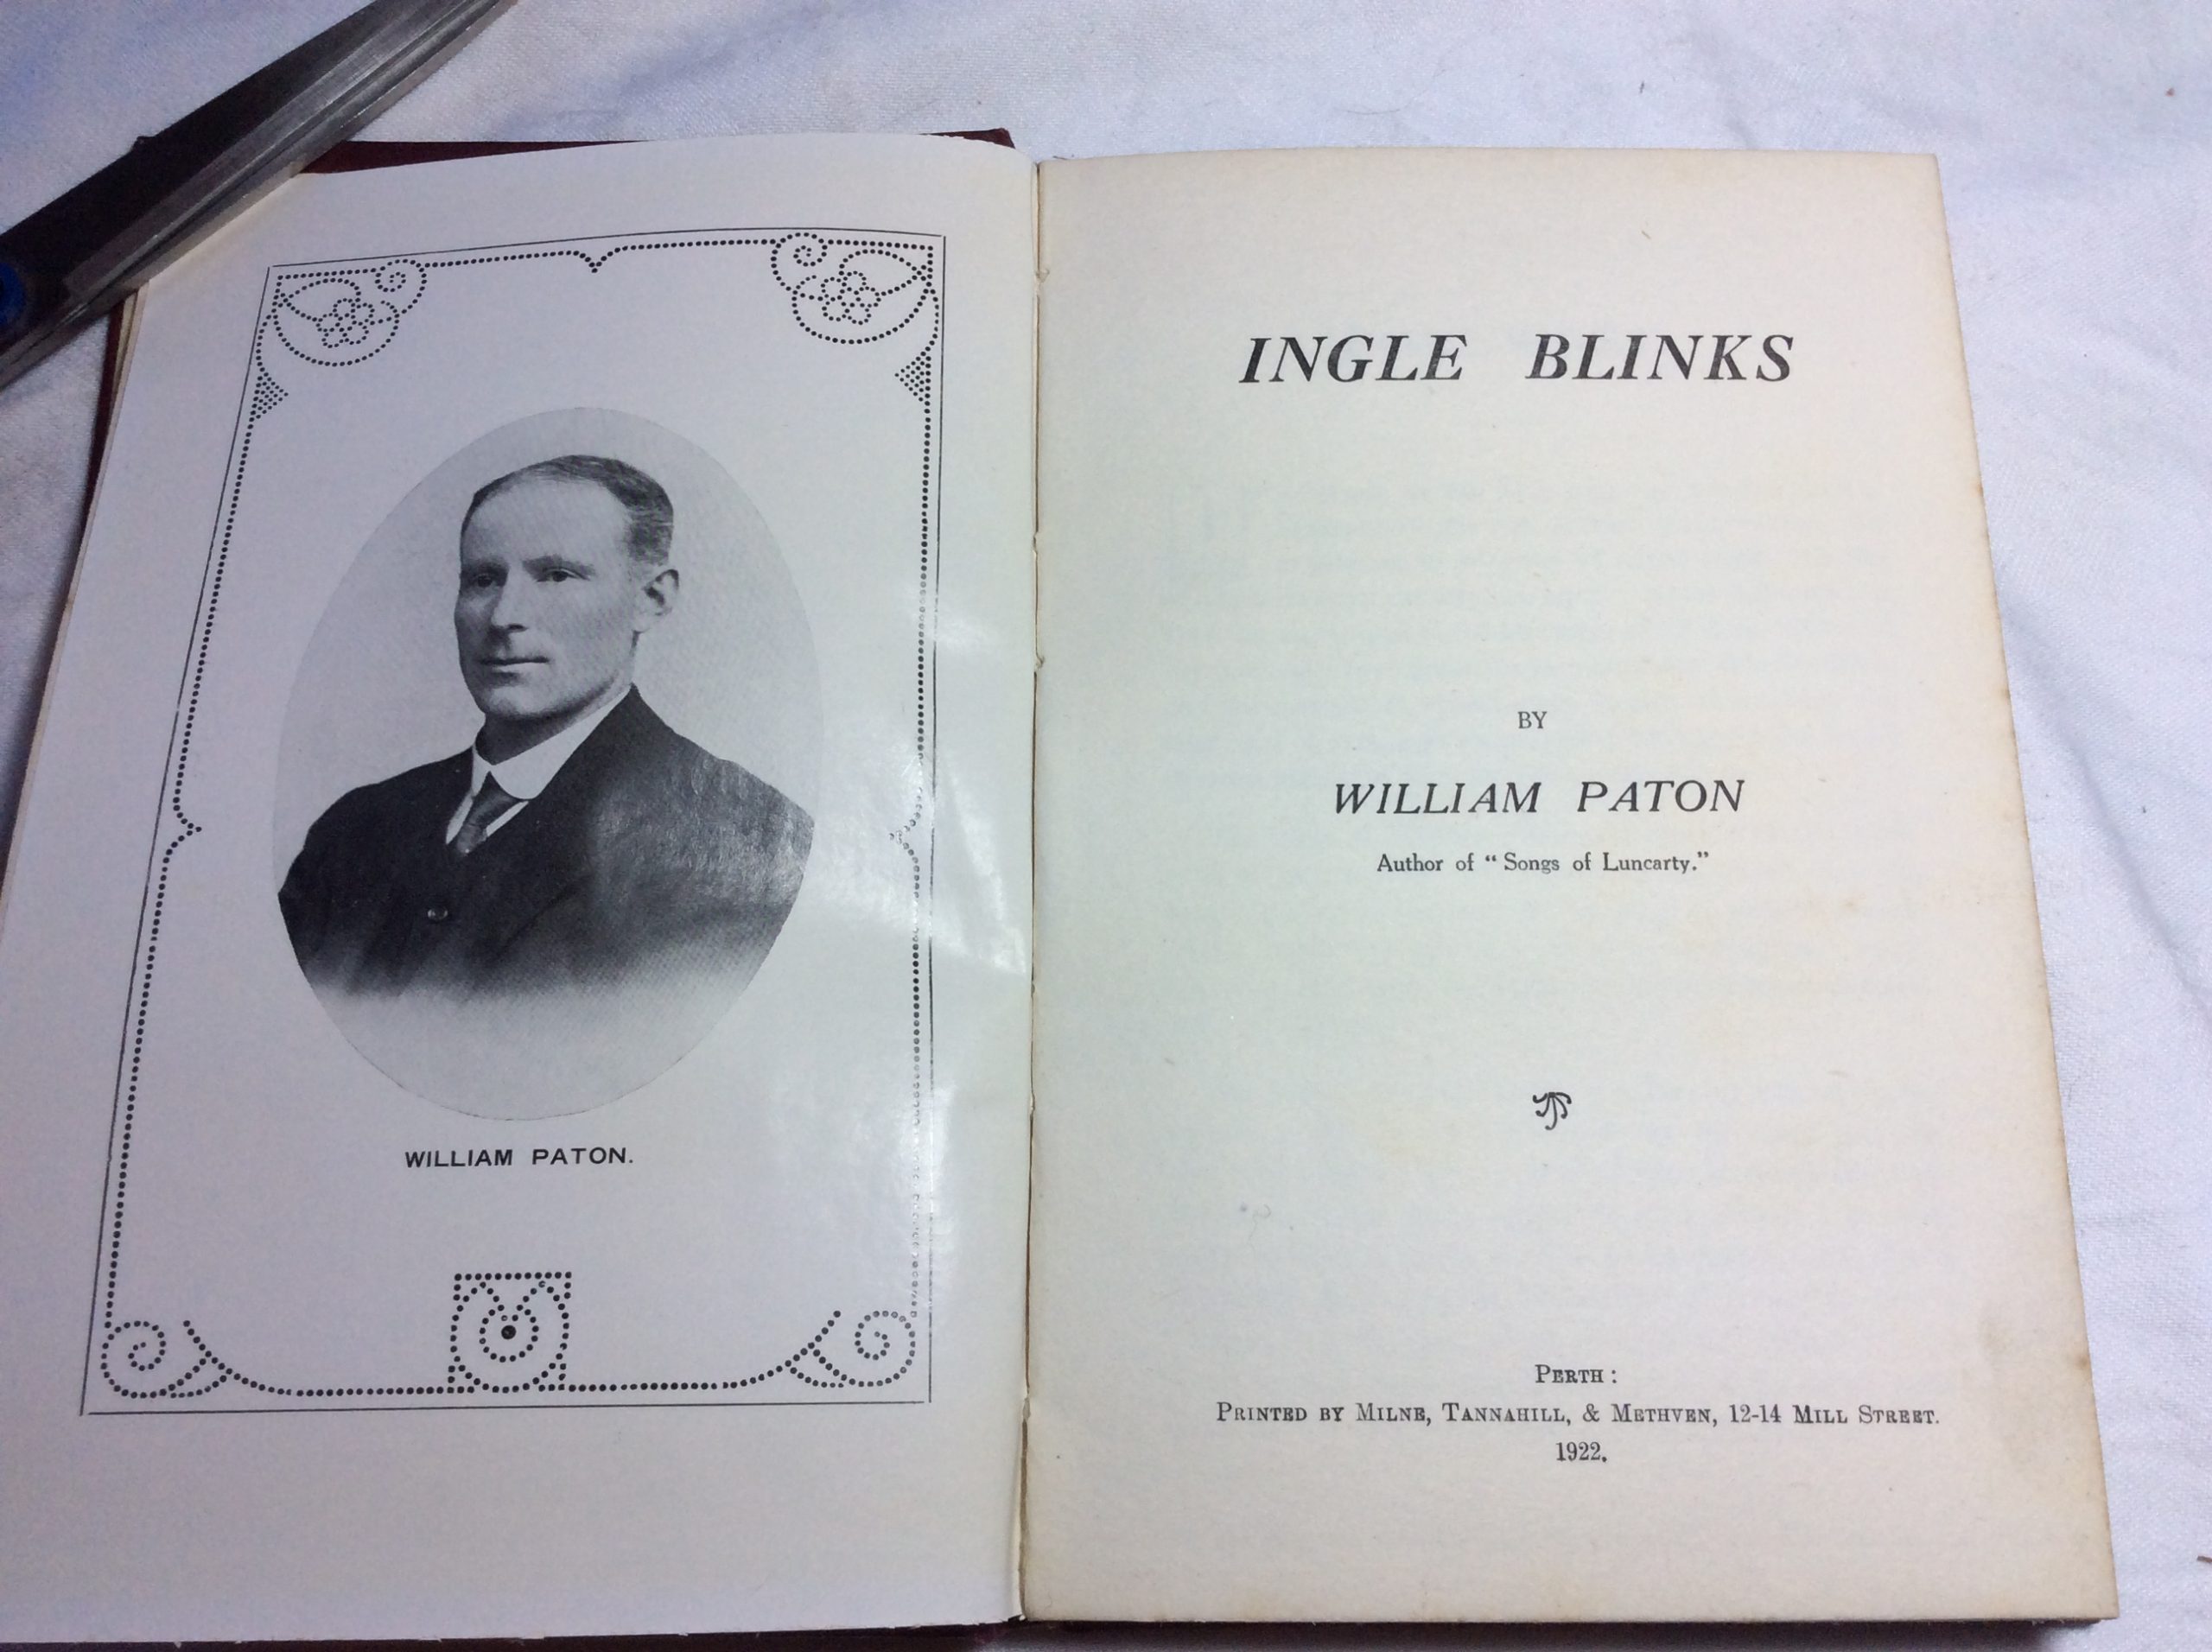 WILLIAM PATON.
INGLE BLINKS
BY
WILLIAM PATON
Author of “Songs of Luncarty.”
PERTH :
PRINTED BY MILNE, TANNAHILL, & METHVEN, 12-14 MILL STREET.
1922.